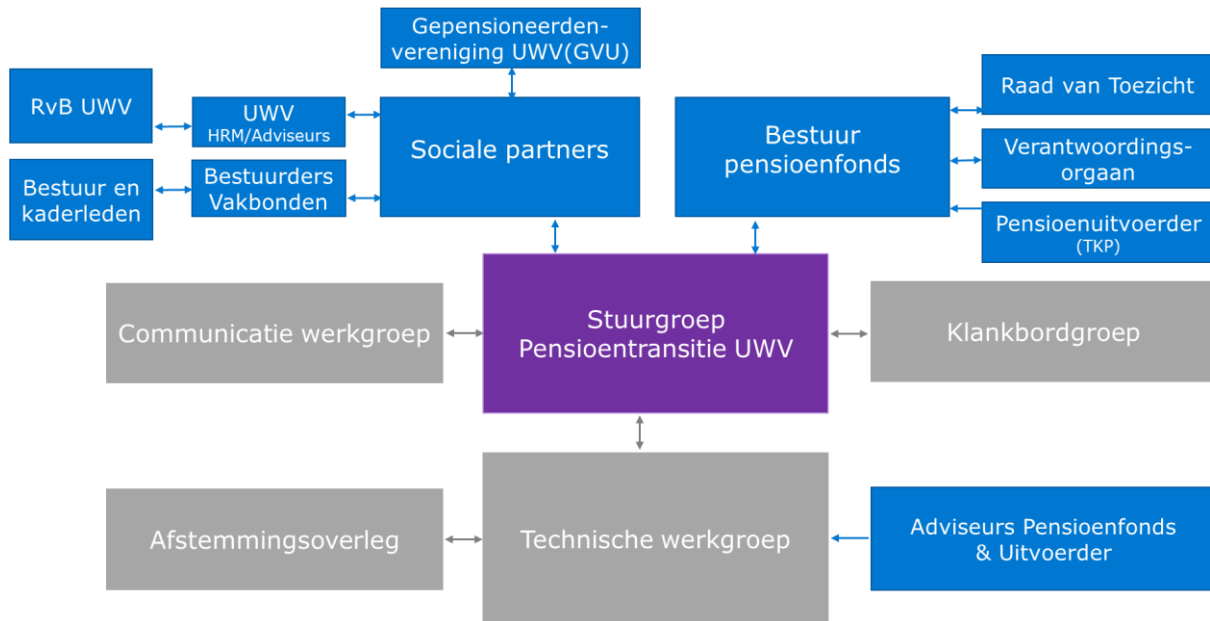 Gepensioneerden-
vereniging UWV(GVU)
RvB UWV
UWV
HRM/Adviseurs
Bestuur en
kaderleden
Bestuurders
Vakbonden
Sociale partners
Bestuur
pensioenfonds
Raad van Toezicht
Verantwoordings-
orgaan
Pensioenuitvoerder
(TKP)
Communicatie werkgroep
Stuurgroep
Pensioentransitie UWV
Klankbordgroep
Afstemmingsoverleg
Technische werkgroep
Adviseurs Pensioenfonds
& Uitvoerder